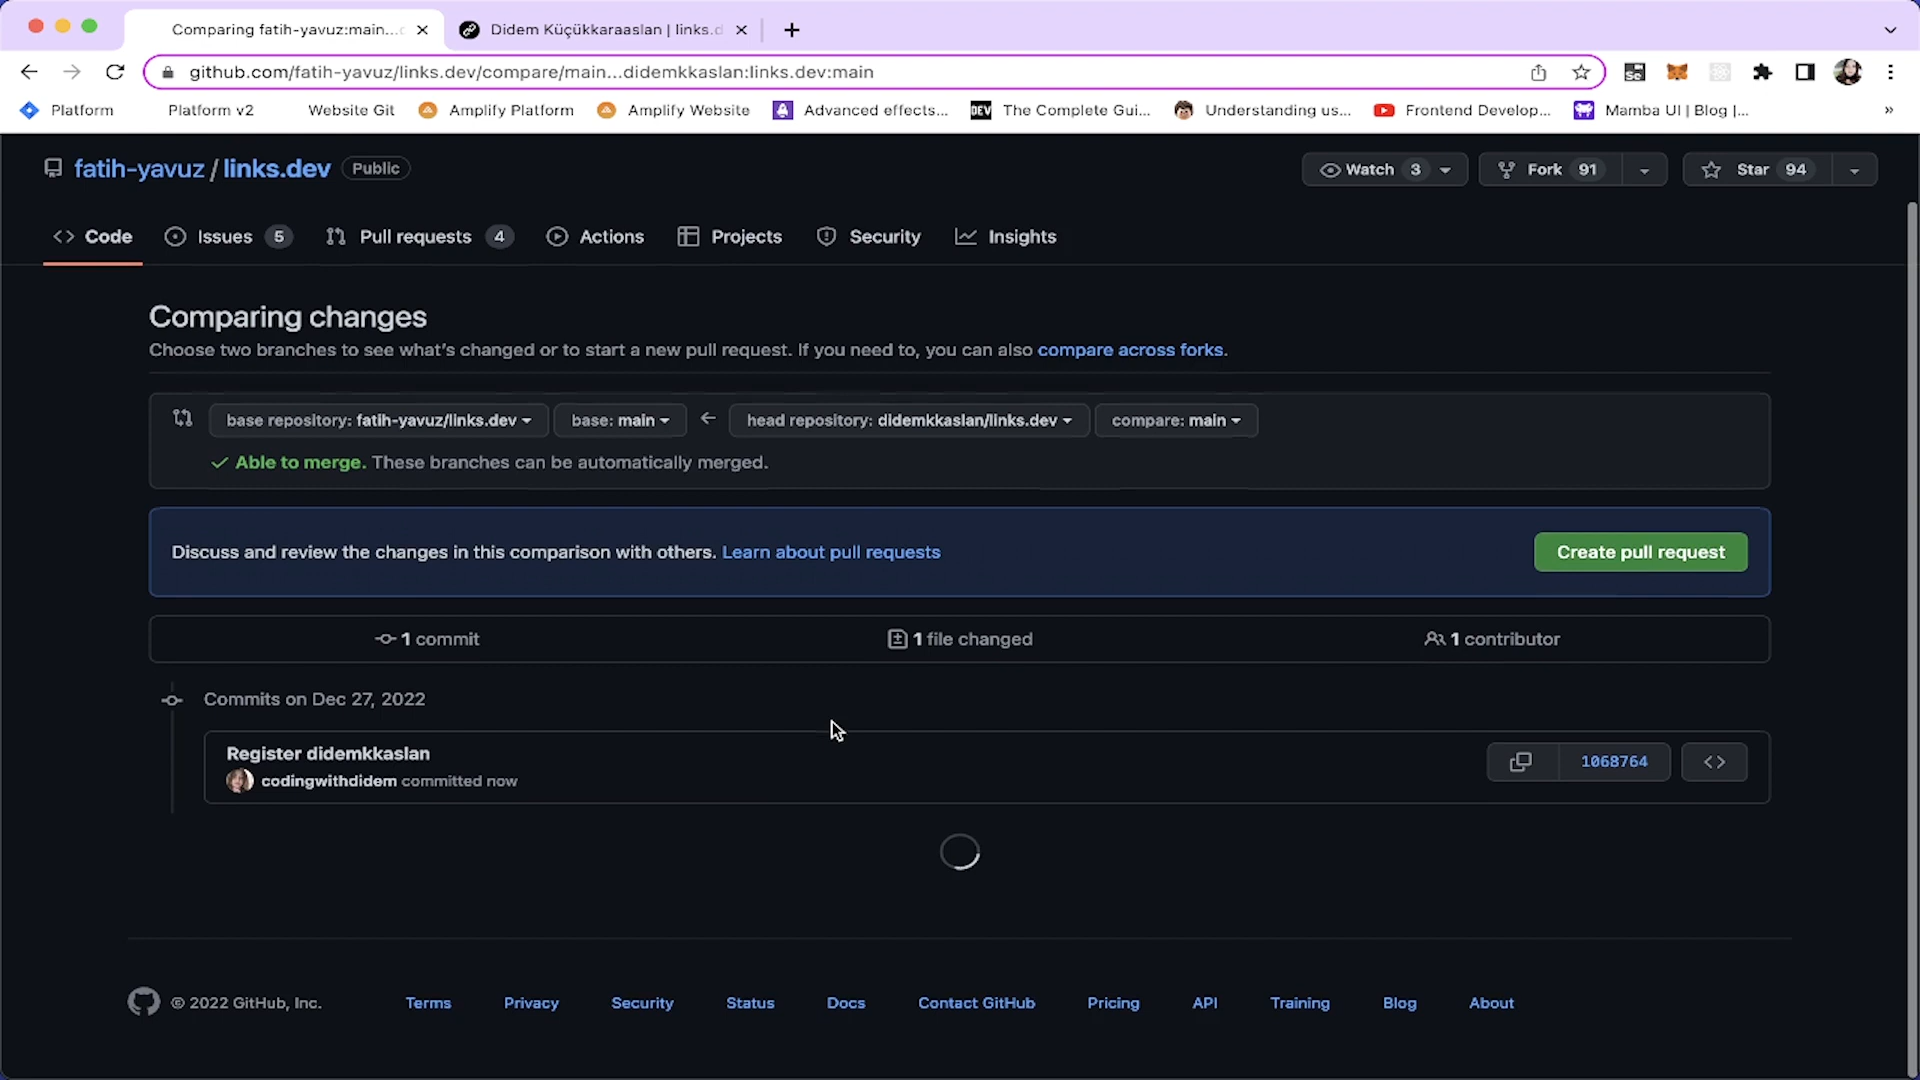 Comparing fatih-yavuz:main...
Didem Küçükkaraaslan | links.d
github.com/fatih-yavuz/links.dev/compare/main...didemkkaslan:links.dev:main
Platform
Platform v2
Website Git
Amplify Platform
Amplify Website
Advanced effects...
DEV
The Complete Gui...
Understanding us...
Frontend Develop...
Mamba UI | Blog |...
»
fatih-yavuz / links.dev Public
Watch 3
Fork 91
Star 94
Code
Issues 5
Pull requests 4
Actions
Projects
Security
Insights
Comparing changes
Choose two branches to see what's changed or to start a new pull request. If you need to, you can also compare across forks.
base repository: fatih-yavuz/links.dev
base: main
head repository: didemkkaslan/links.dev
compare: main
Able to merge. These branches can be automatically merged.
Discuss and review the changes in this comparison with others. Learn about pull requests
Create pull request
1 commit
1 file changed
1 contributor
Commits on Dec 27, 2022
Register didemkkaslan
codingwithdidem committed now
1068764
© 2022 GitHub, Inc.
Terms
Privacy
Security
Status
Docs
Contact GitHub
Pricing
API
Training
Blog
About